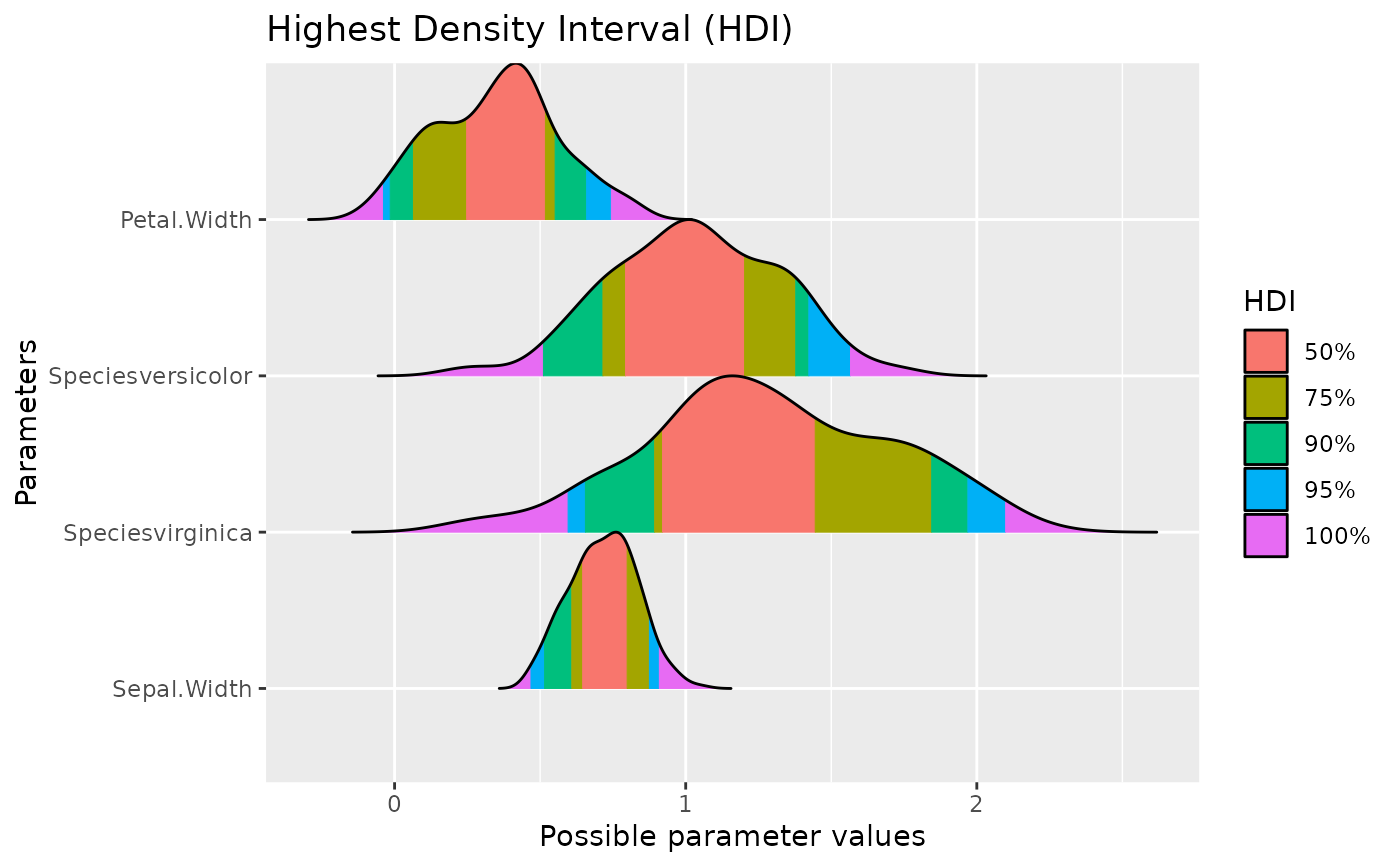 Highest Density Interval (HDI)
Parameters
Petal.Width
Speciesversicolor
Speciesvirginica
Sepal.Width
0
1
2
Possible parameter values
HDI
50%
75%
90%
95%
100%